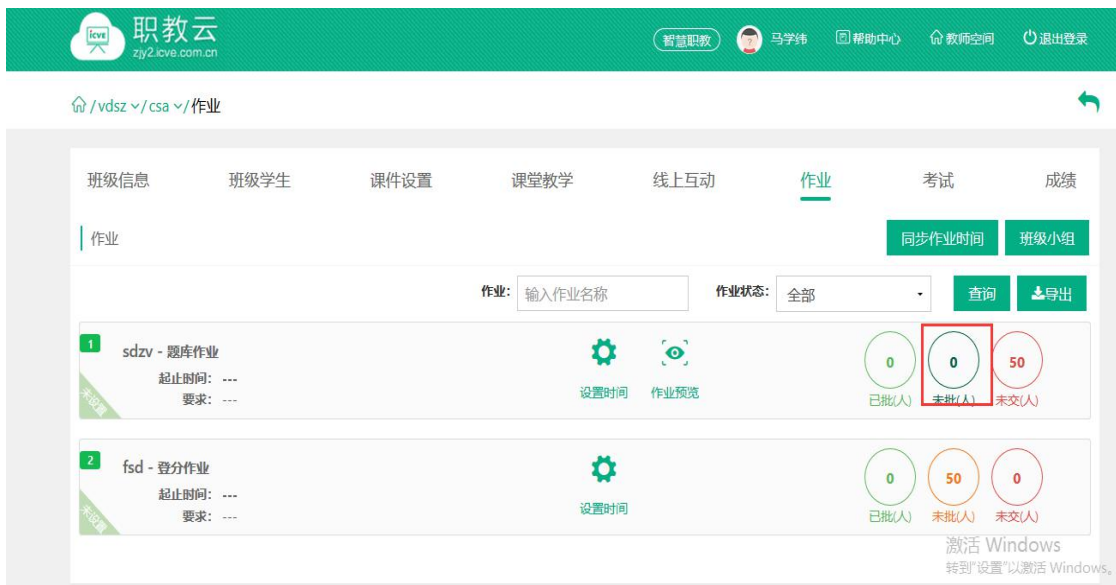 icve 职教云
zjy2.icve.com.cn
智慧职教 马学纬 帮助中心 教师空间 退出登录
/ vdsz / csa / 作业
班级信息 班级学生 课件设置 课堂教学 线上互动 作业 考试 成绩
作业 同步作业时间 班级小组
作业： 输入作业名称 作业状态： 全部 查询 导出
1 sdzv - 题库作业
起止时间： ---
要求： ---
未设置
设置时间 作业预览
0 0 50
已批(人) 未批(人) 未交(人)
2 fsd - 登分作业
起止时间： ---
要求： ---
未设置
设置时间
0 50 0
已批(人) 未批(人) 未交(人)
激活 Windows
转到"设置"以激活 Windows。